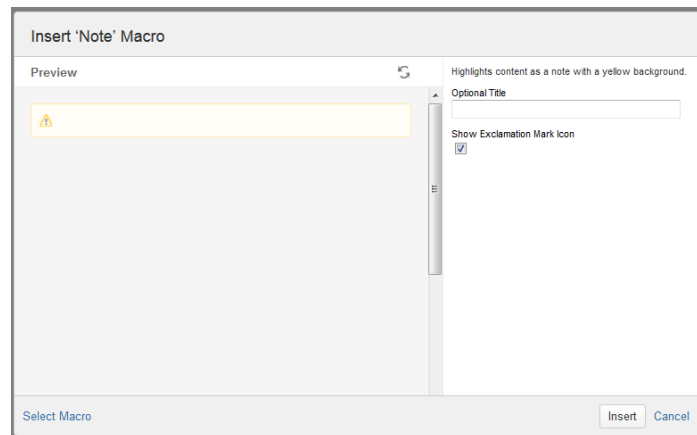 Insert ‘Note’ Macro
Preview
Highlights content as a note with a yellow background.
Optional Title
Show Exclamation Mark Icon
Select Macro
Insert Cancel